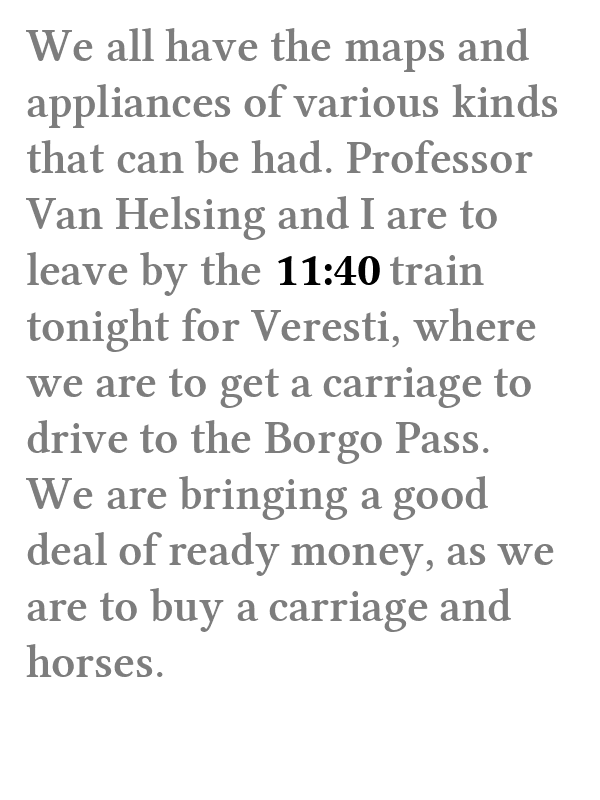 We all have the maps and
appliances of various kinds
that can be had. Professor
Van Helsing and I are to
leave by the 11:40 train
tonight for Veresti, where
we are to get a carriage to
drive to the Borgo Pass.
We are bringing a good
deal of ready money, as we
are to buy a carriage and
horses.